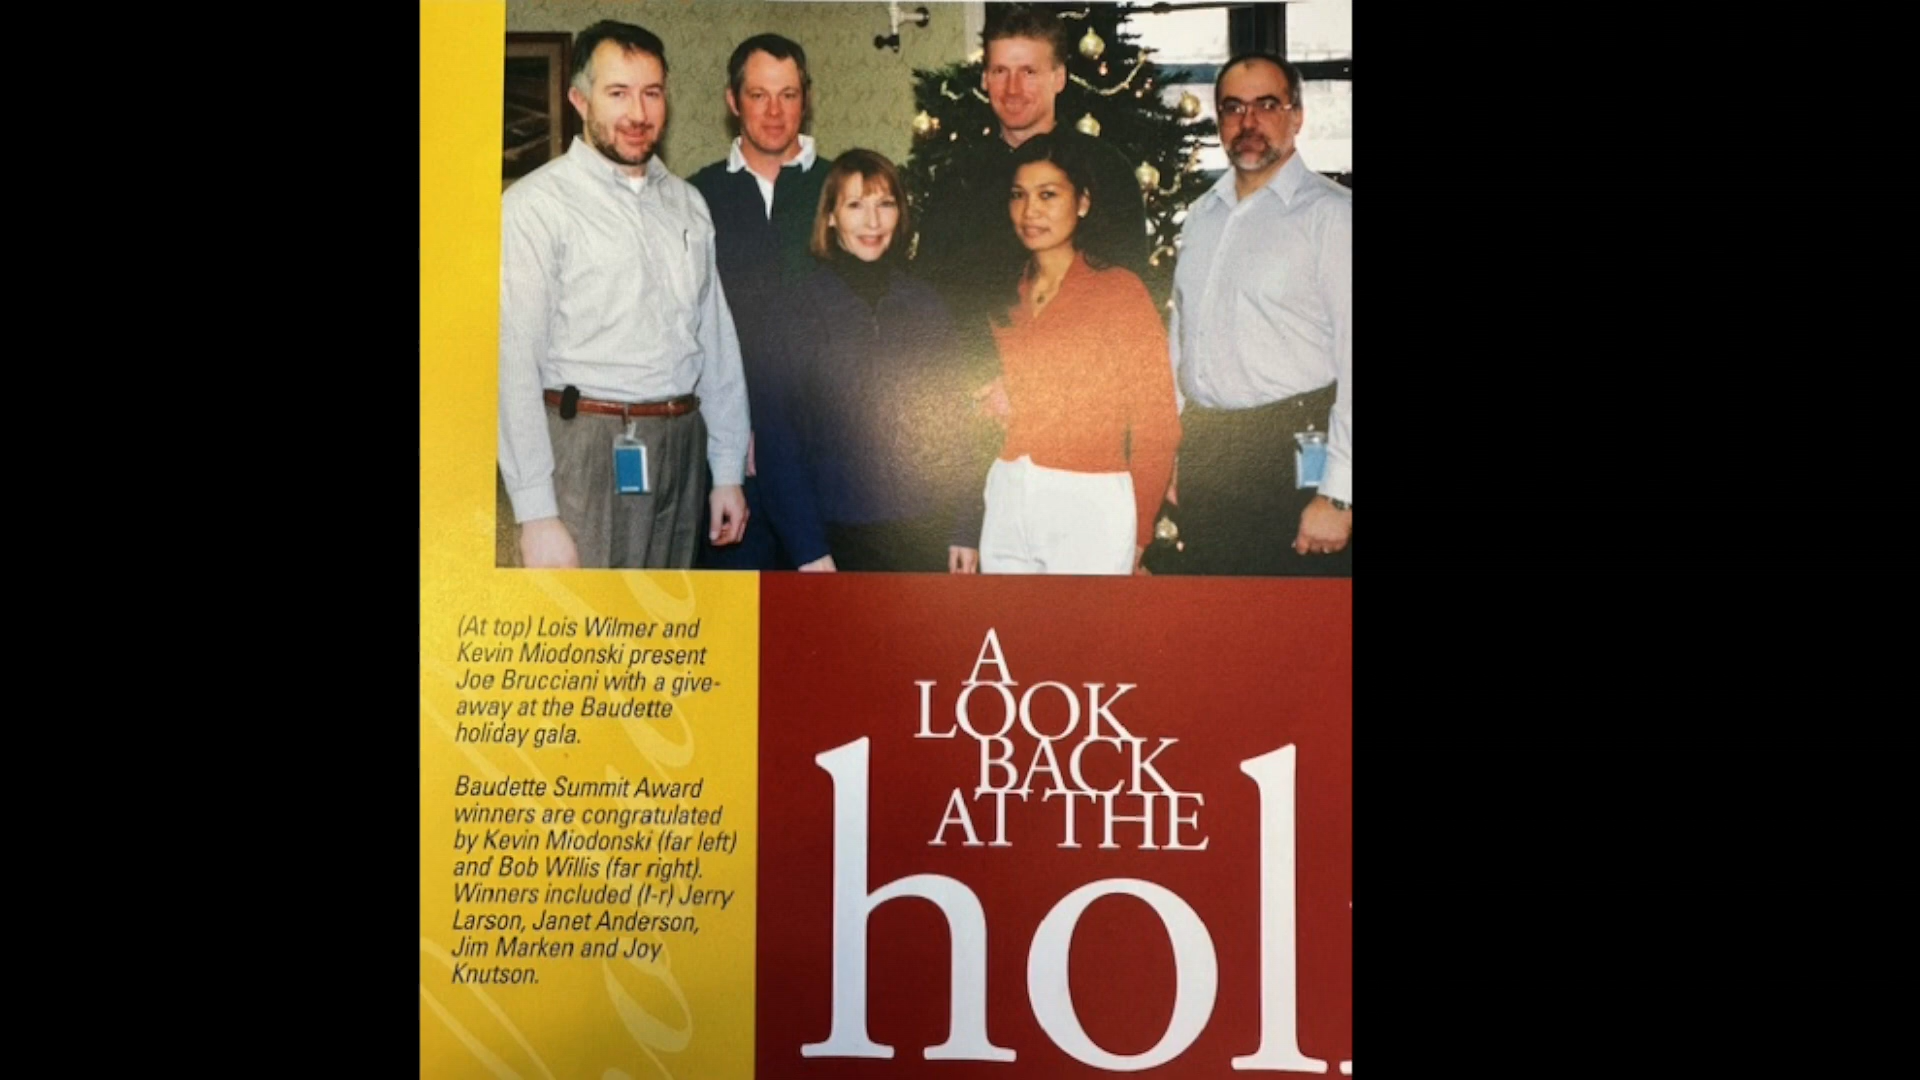 (At top) Lois Wilmer and
Kevin Miodonski present
Joe Brucciani with a give-
away at the Baudette
holiday gala.
Baudette Summit Award
winners are congratulated
by Kevin Miodonski (far left)
and Bob Willis (far right).
Winners included (l-r) Jerry
Larson, Janet Anderson,
Jim Marken and Joy
Knutson.
A
LOOK
BACK
AT THE
hol